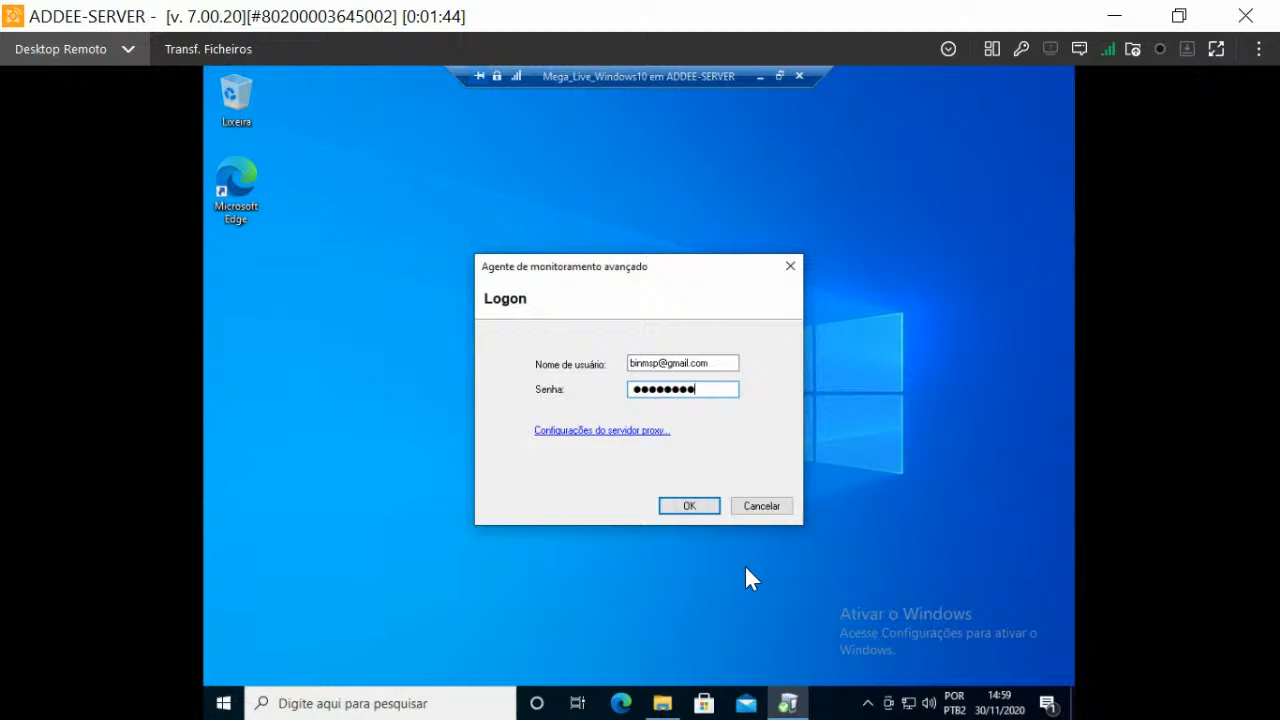 ADDEE-SERVER - [v. 7.00.20][#80200003645002] [0:01:44]
Desktop Remoto Transf. Ficheiros
Mega_Live_Windows10 em ADDEE-SERVER
Lixeira
Microsoft
Edge
Agente de monitoramento avançado
Logon
Nome de usuário: binmsp@gmail.com
Senha: ●●●●●●●●
Configurações do servidor proxy...
OK Cancelar
Ativar o Windows
Acesse Configurações para ativar o
Windows.
Digite aqui para pesquisar
POR 14:59
PTB2 30/11/2020 1